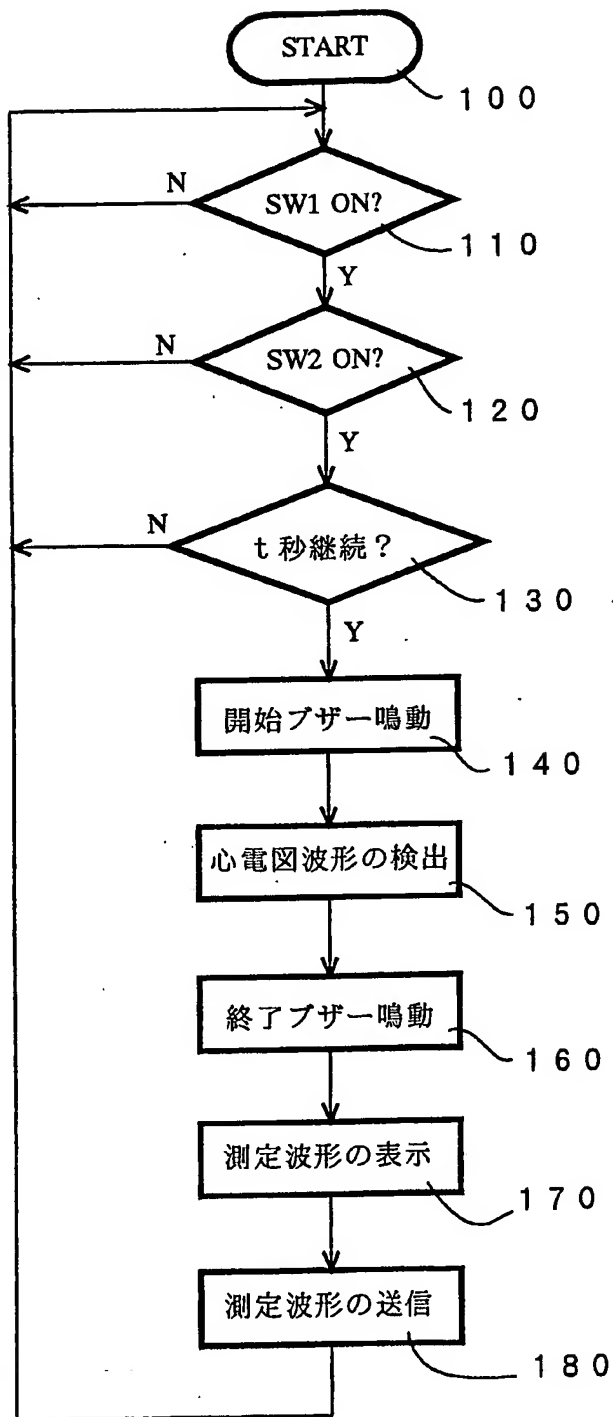 START
100
N
SW1 ON?
110
Y
N
SW2 ON?
120
Y
N
t秒継続？
130
Y
開始ブザー鳴動
140
心電図波形の検出
150
終了ブザー鳴動
160
測定波形の表示
170
測定波形の送信
180